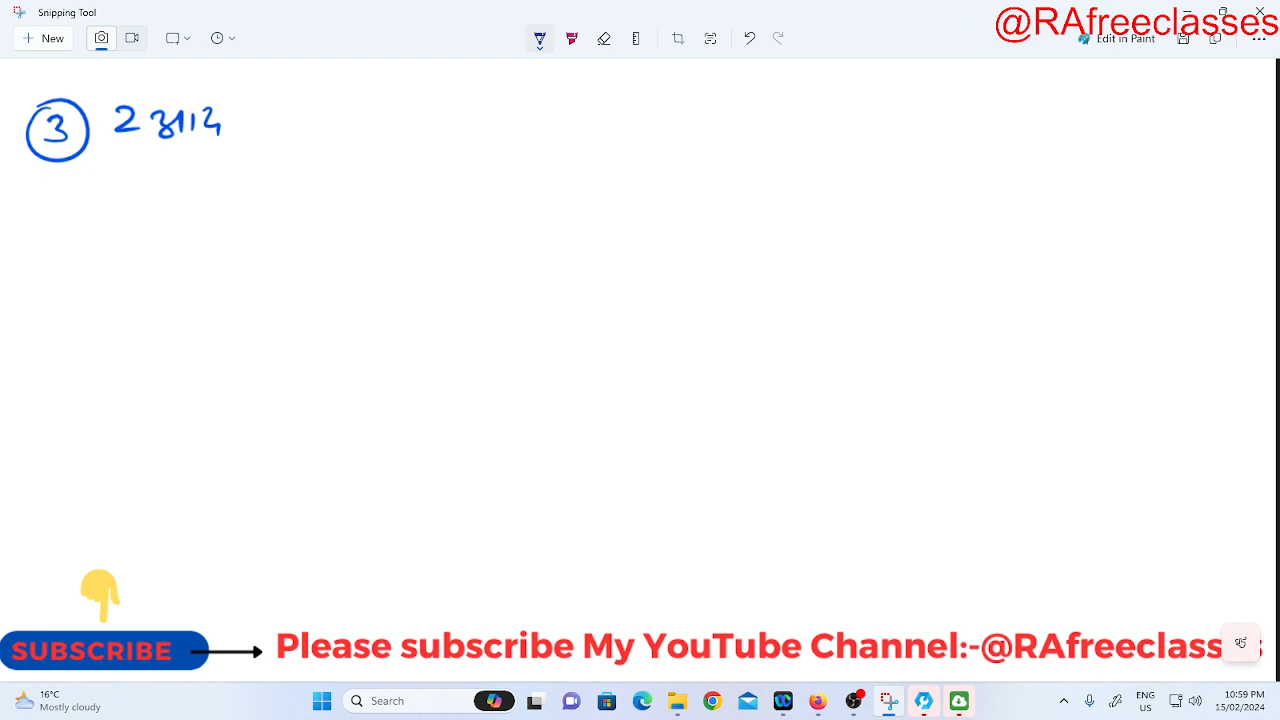 Snipping Tool
@RAfreeclasses
New
Edit in Paint
3 2
SUBSCRIBE
Please subscribe My YouTube Channel:-@RAfreeclasses
16°C
Mostly cloudy
Search
ENG
US
10:59 PM
15/02/2024